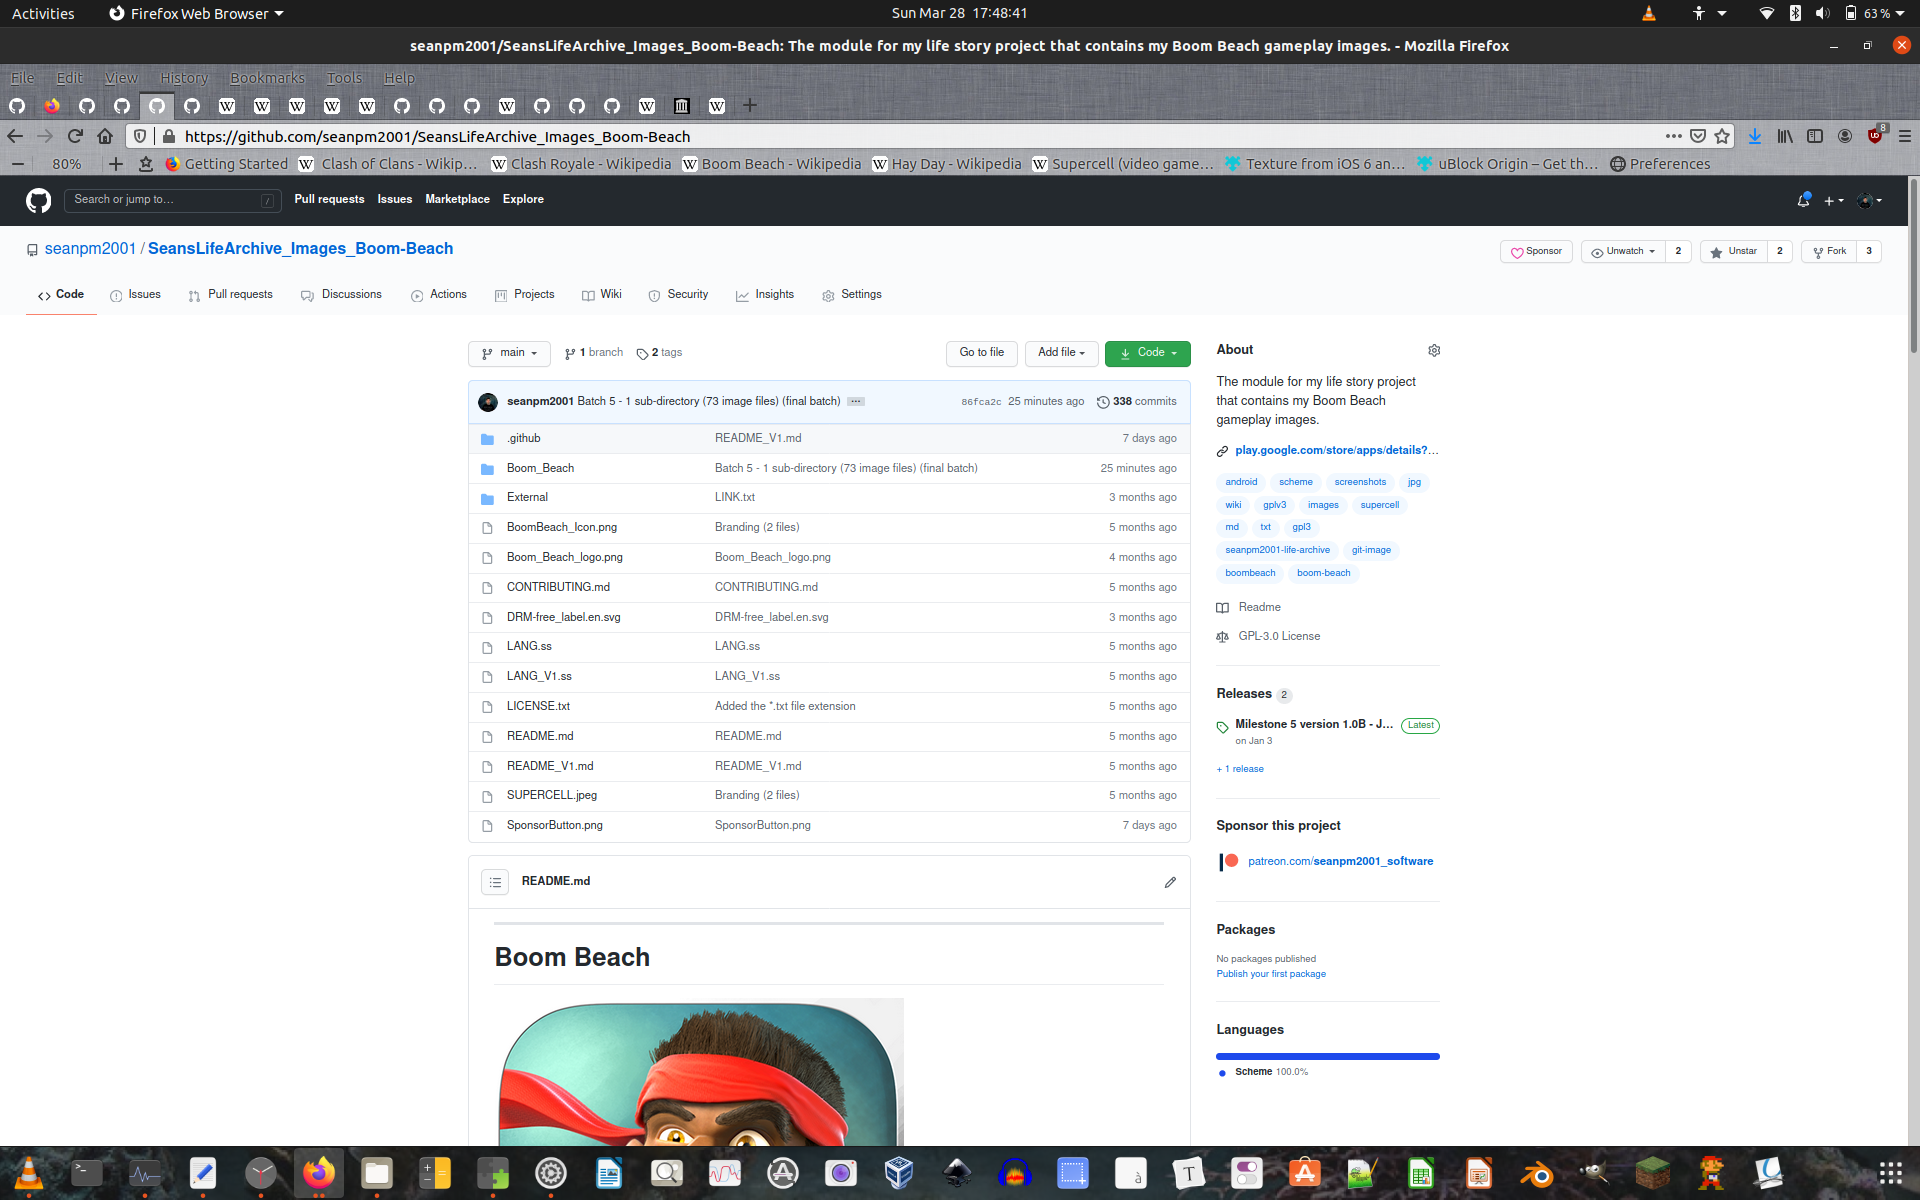 Activities Firefox Web Browser Sun Mar 28 17:48:41 63 %
seanpm2001/SeansLifeArchive_Images_Boom-Beach: The module for my life story project that contains my Boom Beach gameplay images. - Mozilla Firefox
File Edit View History Bookmarks Tools Help
https://github.com/seanpm2001/SeansLifeArchive_Images_Boom-Beach 8
80% Getting Started Clash of Clans - Wikip… Clash Royale - Wikipedia Boom Beach - Wikipedia Hay Day - Wikipedia Supercell (video game… Texture from iOS 6 an… uBlock Origin – Get th… Preferences
Search or jump to… / Pull requests Issues Marketplace Explore
seanpm2001 / SeansLifeArchive_Images_Boom-Beach Sponsor Unwatch 2 Unstar 2 Fork 3
Code Issues Pull requests Discussions Actions Projects Wiki Security Insights Settings
main 1 branch 2 tags Go to file Add file Code
seanpm2001 Batch 5 - 1 sub-directory (73 image files) (final batch) 86fca2c 25 minutes ago 338 commits
.github README_V1.md 7 days ago
Boom_Beach Batch 5 - 1 sub-directory (73 image files) (final batch) 25 minutes ago
External LINK.txt 3 months ago
BoomBeach_Icon.png Branding (2 files) 5 months ago
Boom_Beach_logo.png Boom_Beach_logo.png 4 months ago
CONTRIBUTING.md CONTRIBUTING.md 5 months ago
DRM-free_label.en.svg DRM-free_label.en.svg 3 months ago
LANG.ss LANG.ss 5 months ago
LANG_V1.ss LANG_V1.ss 5 months ago
LICENSE.txt Added the *.txt file extension 5 months ago
README.md README.md 5 months ago
README_V1.md README_V1.md 5 months ago
SUPERCELL.jpeg Branding (2 files) 5 months ago
SponsorButton.png SponsorButton.png 7 days ago
README.md
Boom Beach
About
The module for my life story project
that contains my Boom Beach
gameplay images.
play.google.com/store/apps/details?…
android scheme screenshots jpg
wiki gplv3 images supercell
md txt gpl3
seanpm2001-life-archive git-image
boombeach boom-beach
Readme
GPL-3.0 License
Releases 2
Milestone 5 version 1.0B - J… Latest
on Jan 3
+ 1 release
Sponsor this project
patreon.com/seanpm2001_software
Packages
No packages published
Publish your first package
Languages
Scheme 100.0%